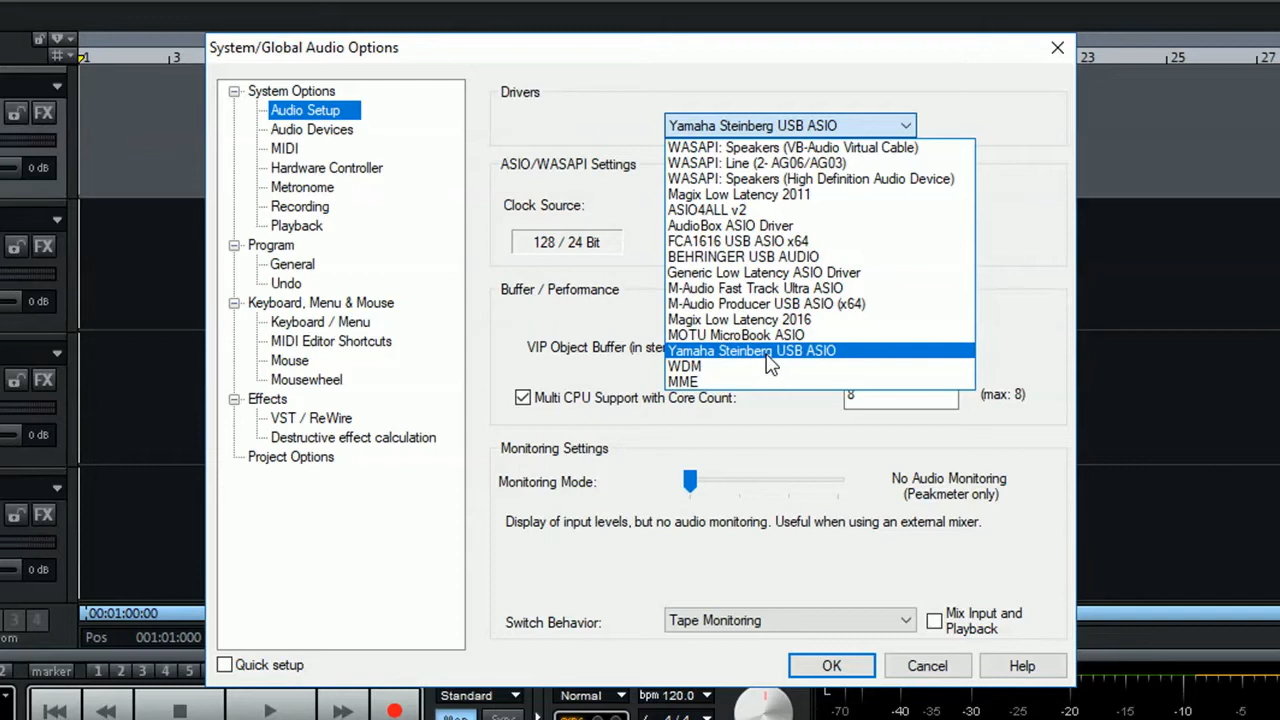 System/Global Audio Options
1
3
23
25
27
FX
0 dB
FX
0 dB
FX
0 dB
FX
0 dB
System Options
Audio Setup
Audio Devices
MIDI
Hardware Controller
Metronome
Recording
Playback
Program
General
Undo
Keyboard, Menu & Mouse
Keyboard / Menu
MIDI Editor Shortcuts
Mouse
Mousewheel
Effects
VST / ReWire
Destructive effect calculation
Project Options
Quick setup
Drivers
Yamaha Steinberg USB ASIO
WASAPI: Speakers (VB-Audio Virtual Cable)
WASAPI: Line (2- AG06/AG03)
WASAPI: Speakers (High Definition Audio Device)
Magix Low Latency 2011
ASIO4ALL v2
AudioBox ASIO Driver
FCA1616 USB ASIO x64
BEHRINGER USB AUDIO
Generic Low Latency ASIO Driver
M-Audio Fast Track Ultra ASIO
M-Audio Producer USB ASIO (x64)
Magix Low Latency 2016
MOTU MicroBook ASIO
Yamaha Steinberg USB ASIO
WDM
MME
ASIO/WASAPI Settings
Clock Source:
128 / 24 Bit
Buffer / Performance
VIP Object Buffer (in ste
Multi CPU Support with Core Count:
8
(max: 8)
Monitoring Settings
Monitoring Mode:
No Audio Monitoring
(Peakmeter only)
Display of input levels, but no audio monitoring. Useful when using an external mixer.
Switch Behavior:
Tape Monitoring
Mix Input and
Playback
OK
Cancel
Help
00:01:00:00
3 4
om
Pos 001:01:000
2 marker 1 2 3 4 5
Standard
Normal
bpm 120.0
L
-70 -40 -35 -30 -25 -20 -15 -10 -5